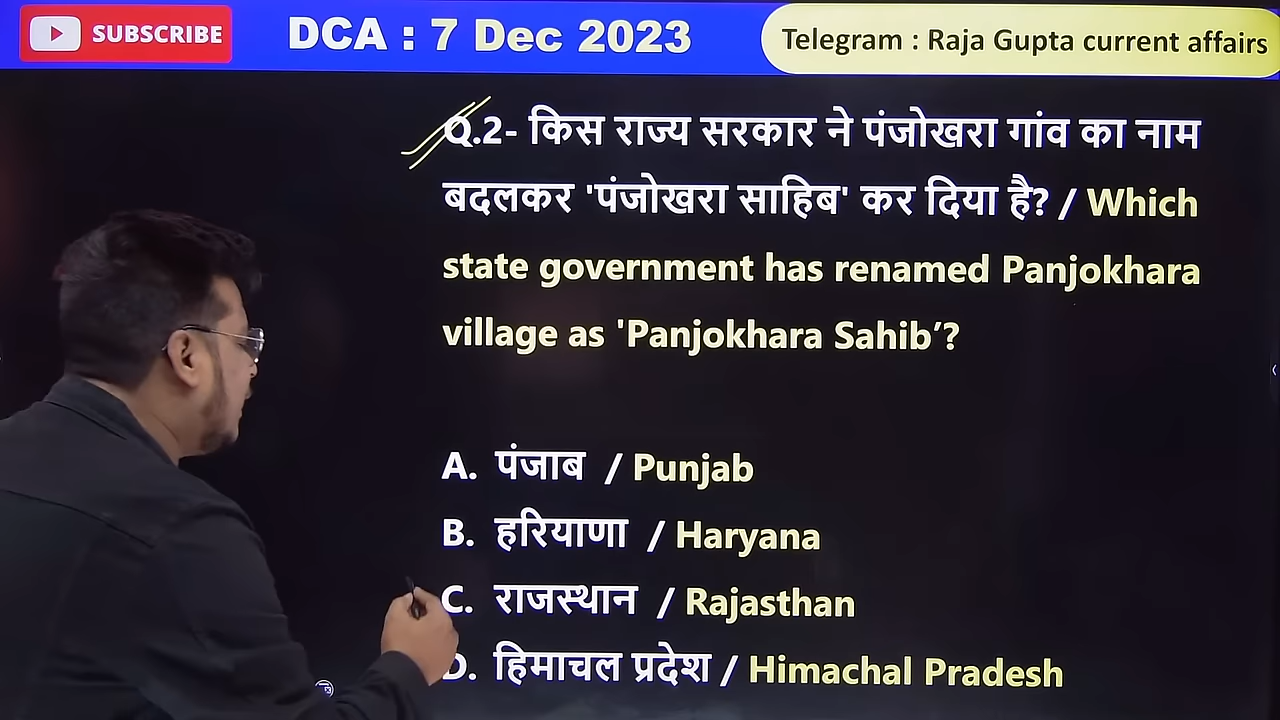 SUBSCRIBE
DCA : 7 Dec 2023
Telegram : Raja Gupta current affairs
Q.2- किस राज्य सरकार ने पंजोखरा गांव का नाम
बदलकर 'पंजोखरा साहिब' कर दिया है? / Which
state government has renamed Panjokhara
village as 'Panjokhara Sahib’?
A. पंजाब / Punjab
B. हरियाणा / Haryana
C. राजस्थान / Rajasthan
D. हिमाचल प्रदेश / Himachal Pradesh